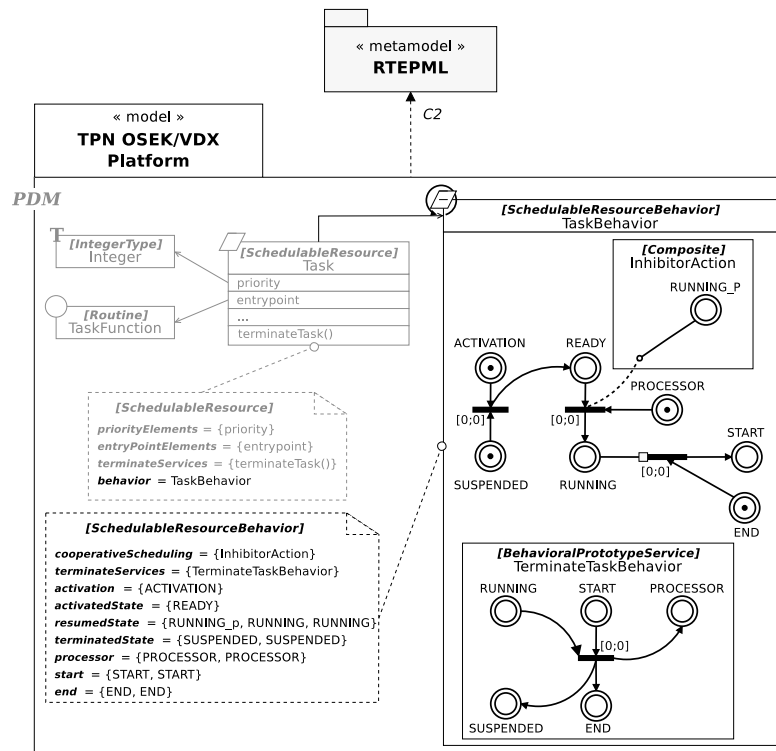 « metamodel »
RTEPML
C2
« model »
TPN OSEK/VDX
Platform
PDM
T
[IntegerType]
Integer
[Routine]
TaskFunction
[SchedulableResource]
Task
priority
entrypoint
...
terminateTask()
[SchedulableResource]
priorityElements = {priority}
entryPointElements = {entrypoint}
terminateServices = {terminateTask()}
behavior = TaskBehavior
[SchedulableResourceBehavior]
cooperativeScheduling = {InhibitorAction}
terminateServices = {TerminateTaskBehavior}
activation = {ACTIVATION}
activatedState = {READY}
resumedState = {RUNNING_p, RUNNING, RUNNING}
terminatedState = {SUSPENDED, SUSPENDED}
processor = {PROCESSOR, PROCESSOR}
start = {START, START}
end = {END, END}
[SchedulableResourceBehavior]
TaskBehavior
[Composite]
InhibitorAction
RUNNING_P
ACTIVATION
READY
PROCESSOR
[0;0]
[0;0]
START
[0;0]
SUSPENDED
RUNNING
END
[BehavioralPrototypeService]
TerminateTaskBehavior
RUNNING
START
PROCESSOR
[0;0]
SUSPENDED
END